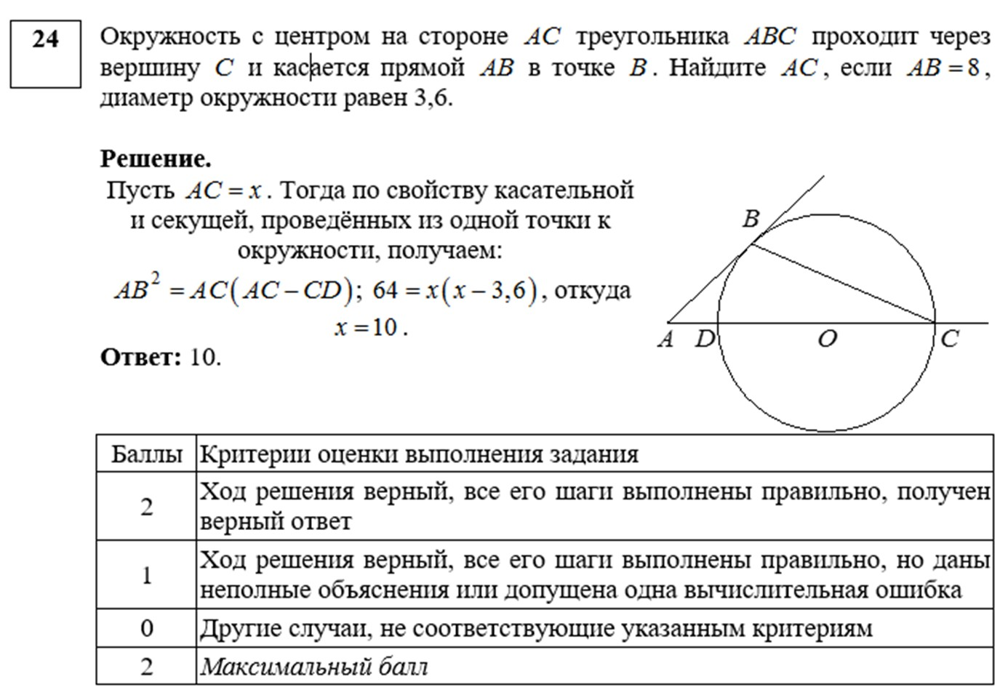 24
Окружность с центром на стороне AC треугольника ABC проходит через
вершину C и касается прямой AB в точке B. Найдите AC, если AB = 8,
диаметр окружности равен 3,6.
Решение.
Пусть AC = x. Тогда по свойству касательной
и секущей, проведённых из одной точки к
окружности, получаем:
AB² = AC(AC − CD); 64 = x(x − 3,6), откуда
x = 10.
Ответ: 10.
B
A D O C
Баллы Критерии оценки выполнения задания
2 Ход решения верный, все его шаги выполнены правильно, получен
верный ответ
1 Ход решения верный, все его шаги выполнены правильно, но даны
неполные объяснения или допущена одна вычислительная ошибка
0 Другие случаи, не соответствующие указанным критериям
2 Максимальный балл